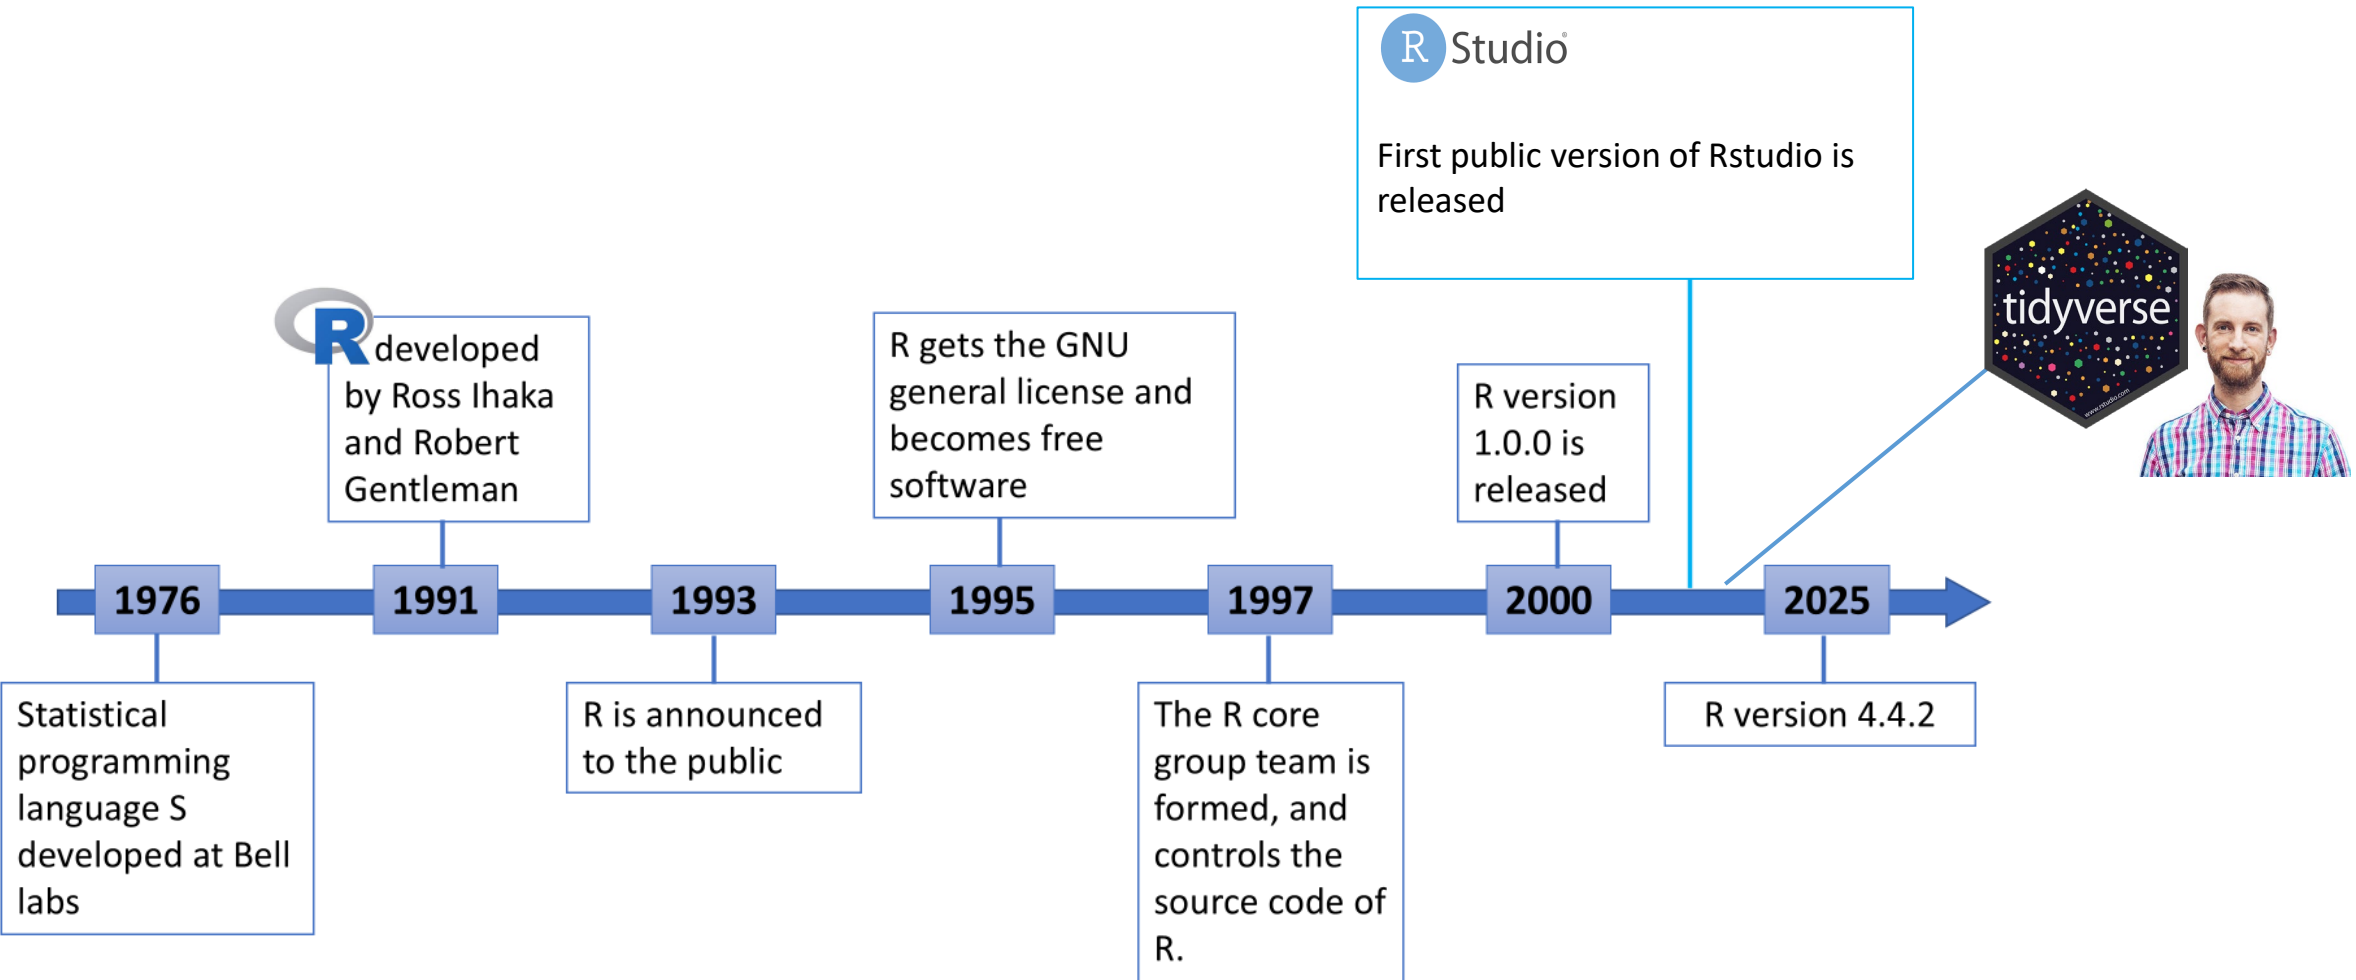 R Studio
First public version of Rstudio is
released
tidyverse
www.rstudio.com
R developed
by Ross Ihaka
and Robert
Gentleman
R gets the GNU
general license and
becomes free
software
R version
1.0.0 is
released
1976
1991
1993
1995
1997
2000
2025
Statistical
programming
language S
developed at Bell
labs
R is announced
to the public
The R core
group team is
formed, and
controls the
source code of
R.
R version 4.4.2